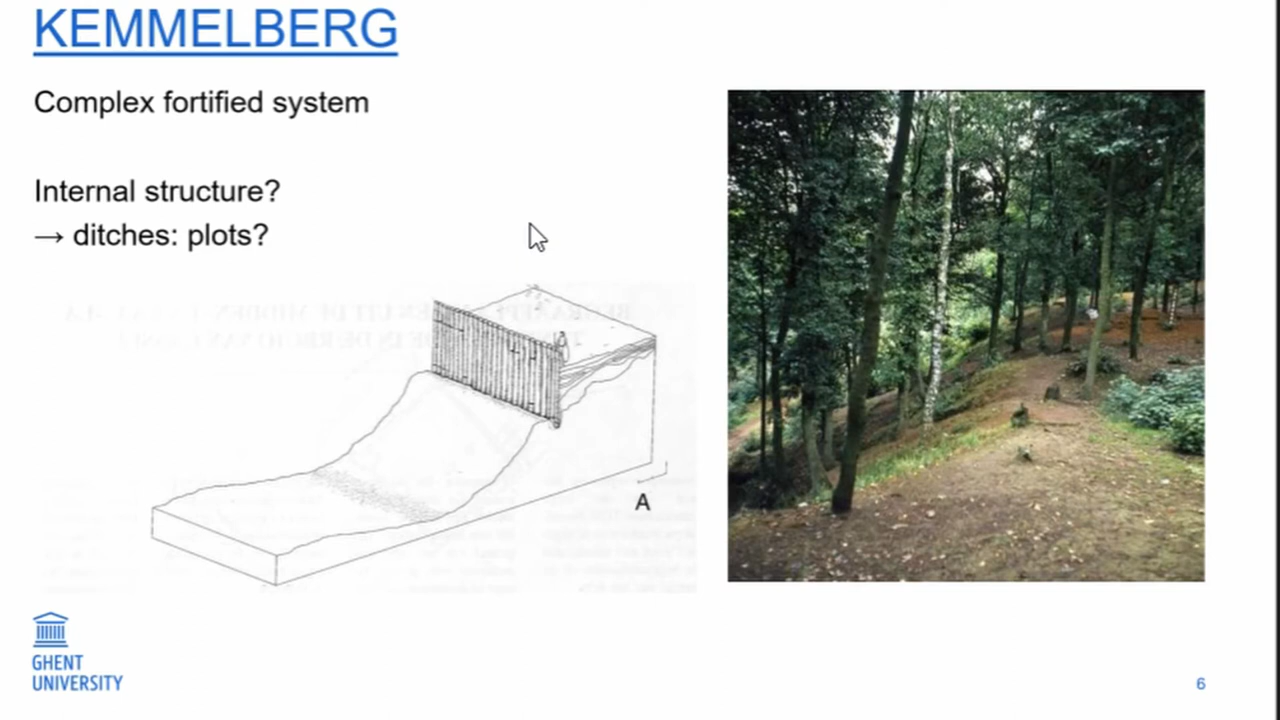 KEMMELBERG
Complex fortified system
Internal structure?
→ ditches: plots?
A
GHENT
UNIVERSITY
6